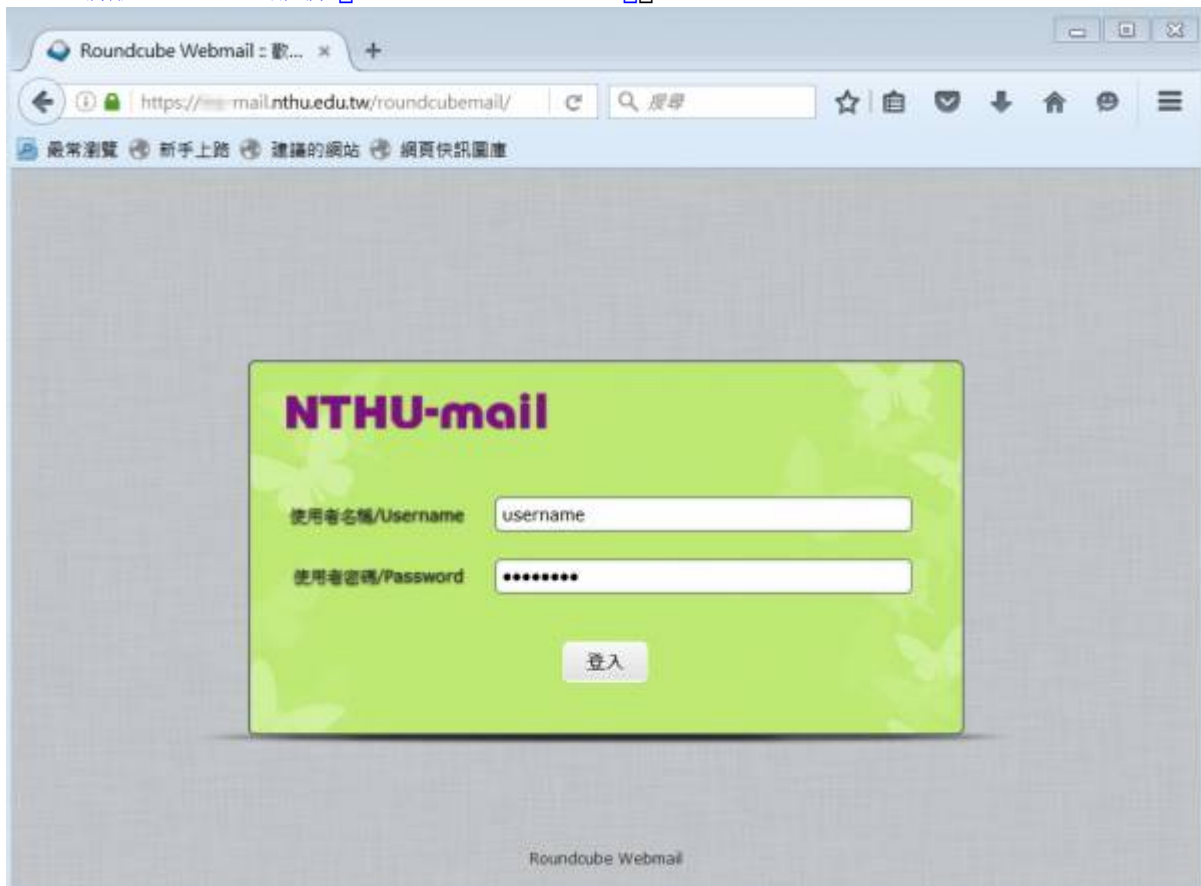 Roundcube Webmail :: 歡... × +
https:// mail.nthu.edu.tw/roundcubemail/ 搜尋
最常瀏覽 新手上路 建議的網站 網頁快訊圖庫
NTHU-mail
使用者名稱/Username username
使用者密碼/Password ••••••••
登入
Roundcube Webmail